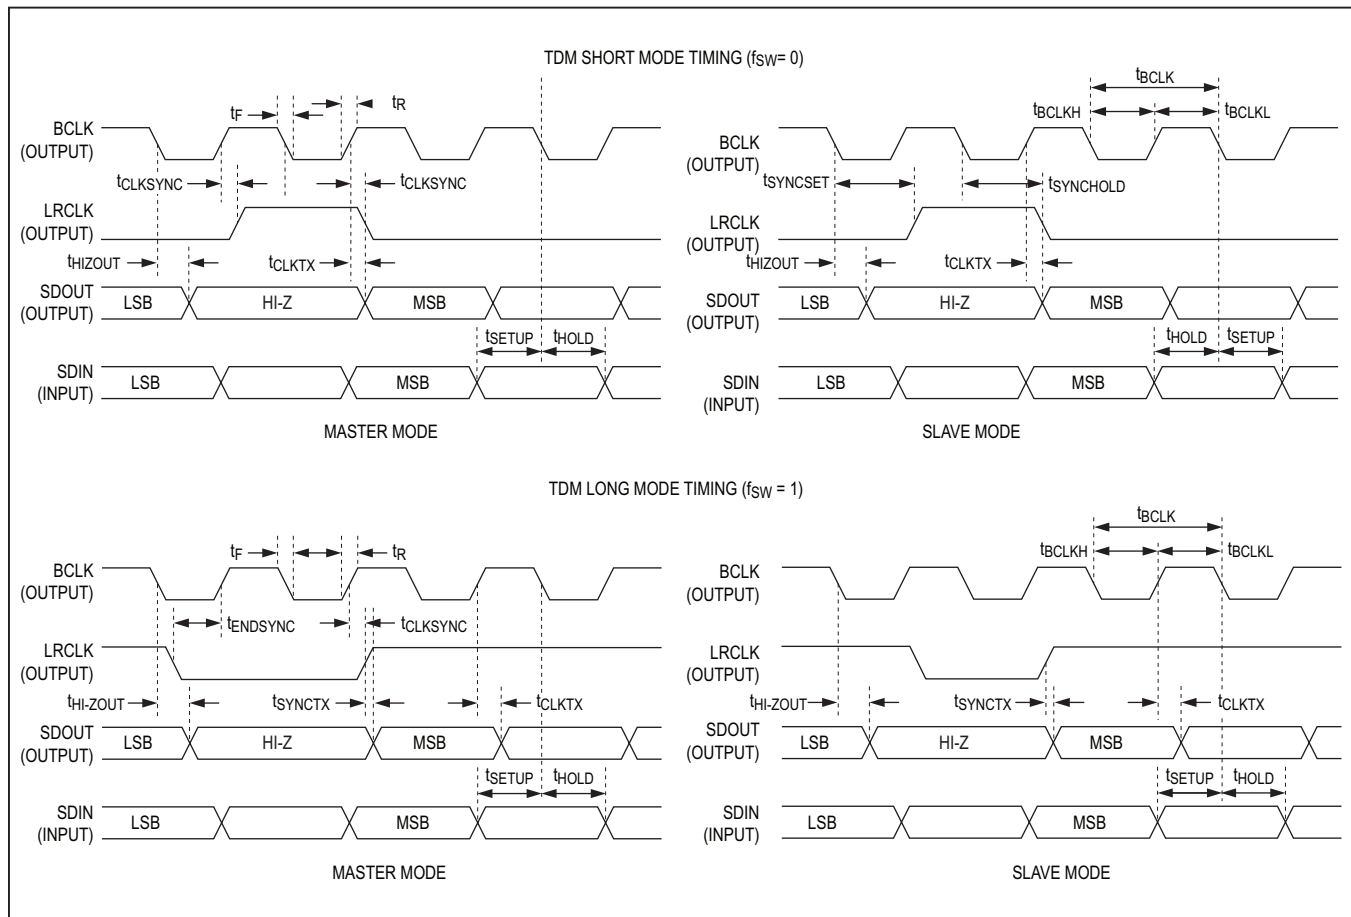 TDM SHORT MODE TIMING (fSW= 0)
tF
tR
BCLK
(OUTPUT)
tCLKSYNC
tCLKSYNC
LRCLK
(OUTPUT)
tHIZOUT
tCLKTX
SDOUT
(OUTPUT)
LSB
HI-Z
MSB
tSETUP
tHOLD
SDIN
(INPUT)
LSB
MSB
MASTER MODE
tBCLK
tBCLKH
tBCLKL
BCLK
(OUTPUT)
tSYNCSET
tSYNCHOLD
LRCLK
(OUTPUT)
tHIZOUT
tCLKTX
SDOUT
(OUTPUT)
LSB
HI-Z
MSB
tHOLD
tSETUP
SDIN
(INPUT)
LSB
MSB
SLAVE MODE
TDM LONG MODE TIMING (fSW = 1)
tF
tR
BCLK
(OUTPUT)
tENDSYNC
tCLKSYNC
LRCLK
(OUTPUT)
tHI-ZOUT
tSYNCTX
tCLKTX
SDOUT
(OUTPUT)
LSB
HI-Z
MSB
tSETUP
tHOLD
SDIN
(INPUT)
LSB
MSB
MASTER MODE
tBCLK
tBCLKH
tBCLKL
BCLK
(OUTPUT)
LRCLK
(OUTPUT)
tHI-ZOUT
tSYNCTX
tCLKTX
SDOUT
(OUTPUT)
LSB
HI-Z
MSB
tSETUP
tHOLD
SDIN
(INPUT)
LSB
MSB
SLAVE MODE